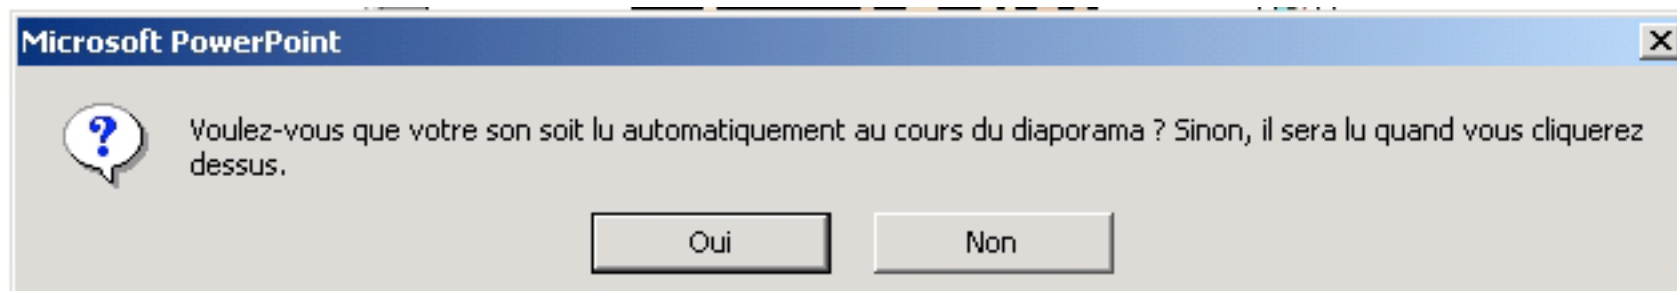 Microsoft PowerPoint
Voulez-vous que votre son soit lu automatiquement au cours du diaporama ? Sinon, il sera lu quand vous cliquerez
dessus.
Oui
Non